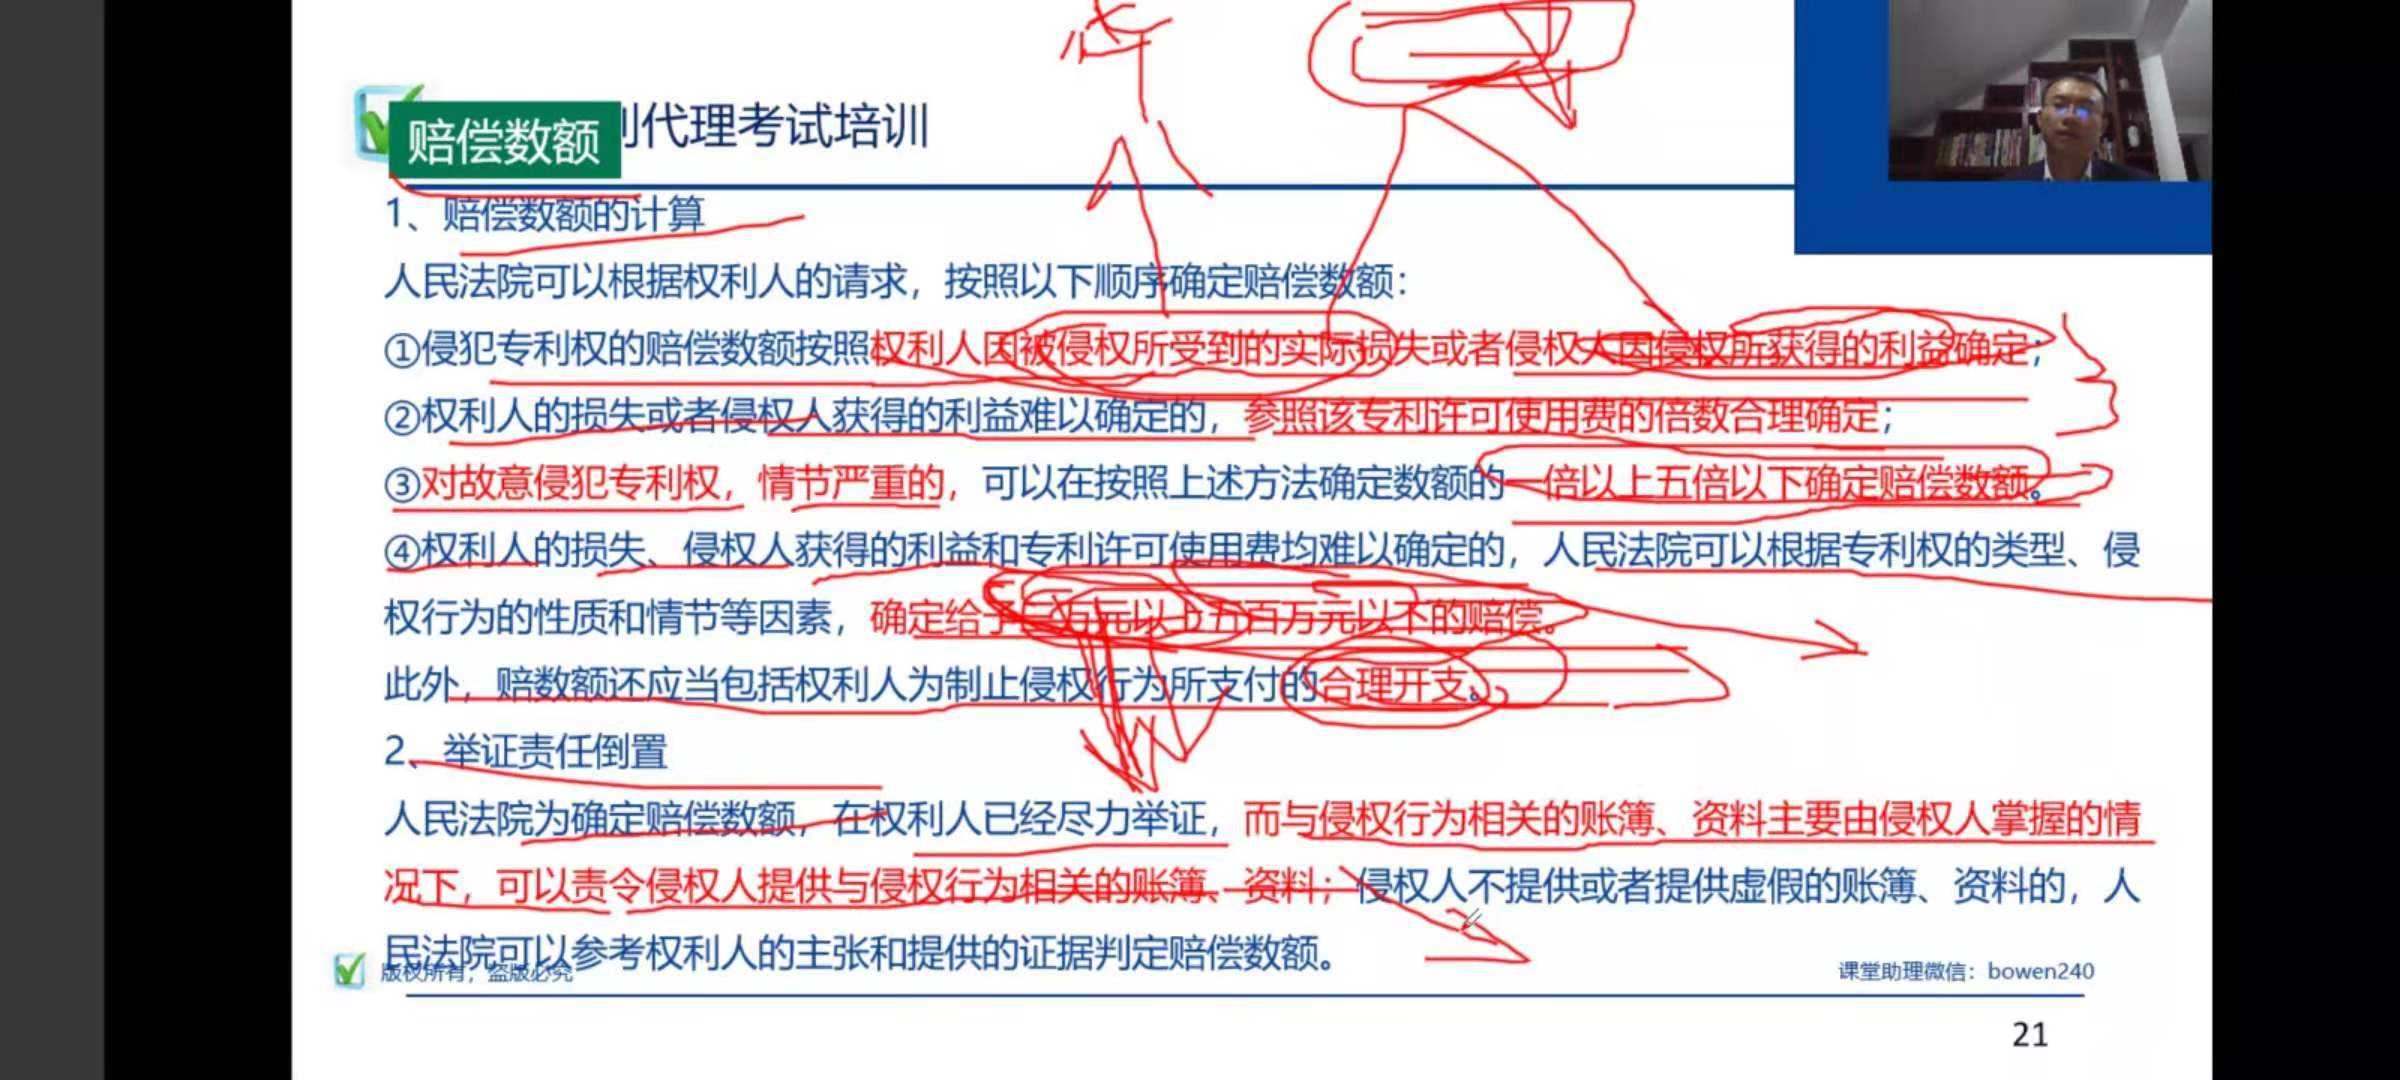 赔偿数额
代理考试培训
1、赔偿数额的计算
人民法院可以根据权利人的请求，按照以下顺序确定赔偿数额：
①侵犯专利权的赔偿数额按照权利人因被侵权所受到的实际损失或者侵权人因侵权所获得的利益确定；
②权利人的损失或者侵权人获得的利益难以确定的，参照该专利许可使用费的倍数合理确定；
③对故意侵犯专利权，情节严重的，可以在按照上述方法确定数额的一倍以上五倍以下确定赔偿数额。
④权利人的损失、侵权人获得的利益和专利许可使用费均难以确定的，人民法院可以根据专利权的类型、侵
权行为的性质和情节等因素，确定给予三万元以上五百万元以下的赔偿。
此外，赔数额还应当包括权利人为制止侵权行为所支付的合理开支。
2、举证责任倒置
人民法院为确定赔偿数额，在权利人已经尽力举证，而与侵权行为相关的账簿、资料主要由侵权人掌握的情
况下，可以责令侵权人提供与侵权行为相关的账簿、资料；侵权人不提供或者提供虚假的账簿、资料的，人
民法院可以参考权利人的主张和提供的证据判定赔偿数额。
版权所有，盗版必究
课堂助理微信：bowen240
21